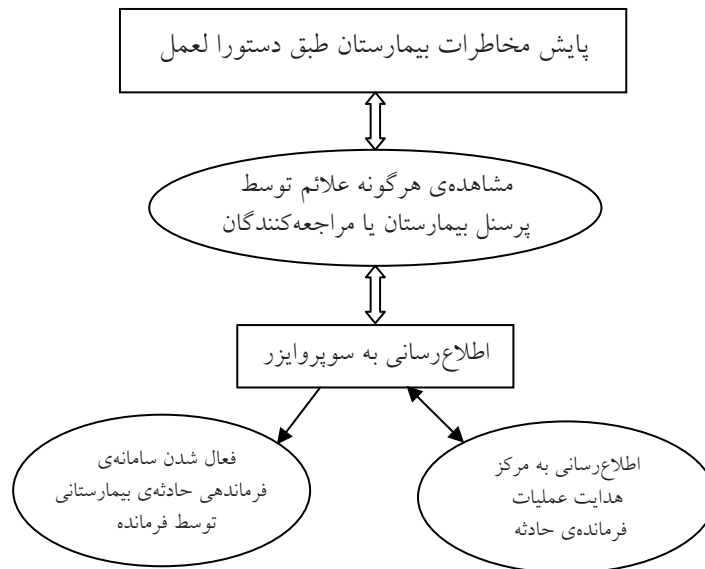 پایش مخاطرات بیمارستان طبق دستورا لعمل
مشاهده‌ی هرگونه علائم توسط
پرسنل بیمارستان یا مراجعه‌کنندگان
اطلاع‌رسانی به سوپروایزر
فعال شدن سامانه‌ی
فرماندهی حادثه‌ی بیمارستانی
توسط فرمانده
اطلاع‌رسانی به مرکز
هدایت عملیات
فرمانده‌ی حادثه